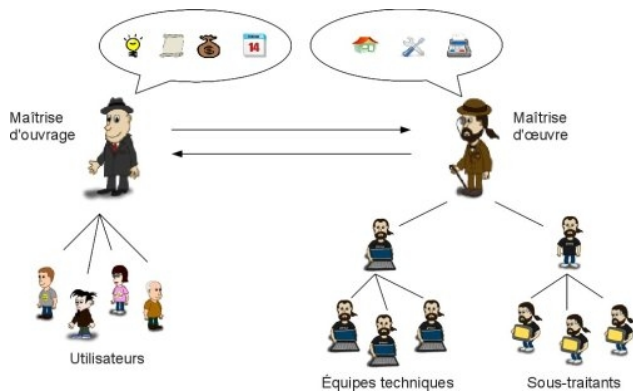 14
Maîtrise
d'ouvrage
Maîtrise
d'œuvre
Utilisateurs
Équipes techniques
Sous-traitants